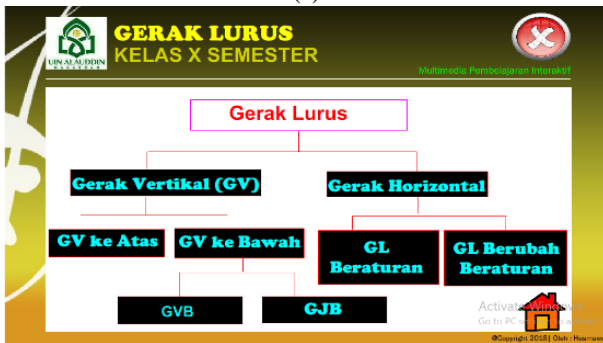 GERAK LURUS
KELAS X SEMESTER
UIN ALAUDDIN
Multimedia Pembelajaran Interaktif
Gerak Lurus
Gerak Vertikal (GV)
Gerak Horizontal
GV ke Atas
GV ke Bawah
GL
Beraturan
GL Berubah
Beraturan
GVB
GJB
Activate Windows
Go to PC
@Copyright 2018| Oleh :